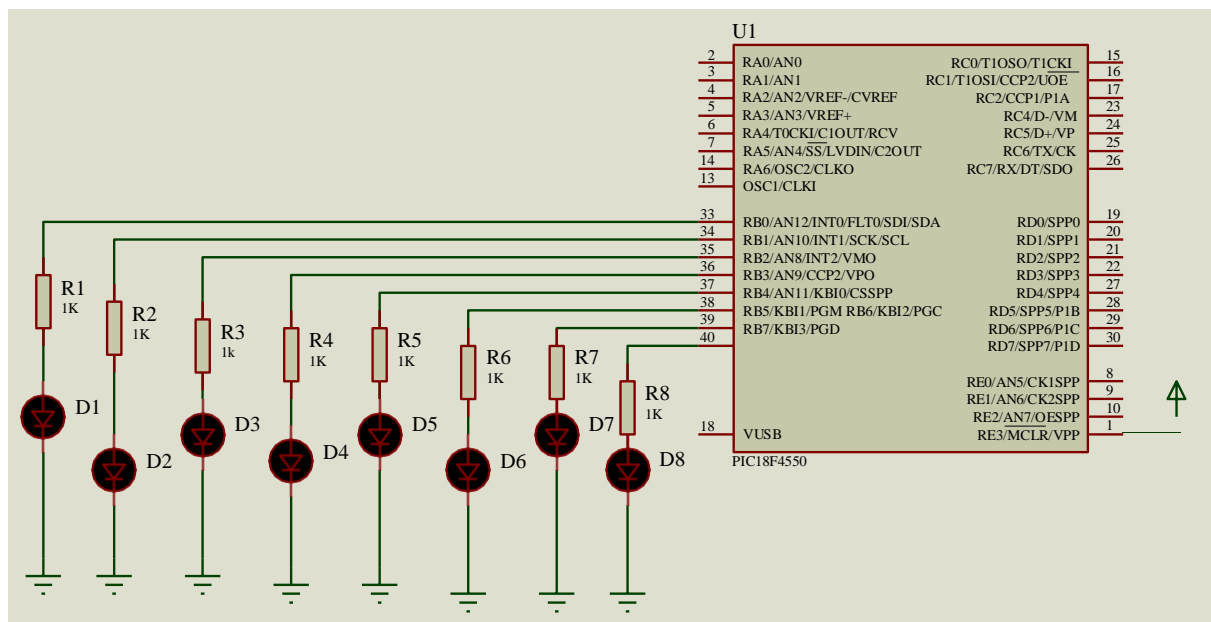 U1
2 RA0/AN0 RC0/T1OSO/T1CKI 15
3 RA1/AN1 RC1/T1OSI/CCP2/UOE 16
4 RA2/AN2/VREF-/CVREF RC2/CCP1/P1A 17
5 RA3/AN3/VREF+ RC4/D-/VM 23
6 RA4/T0CKI/C1OUT/RCV RC5/D+/VP 24
7 RA5/AN4/SS/LVDIN/C2OUT RC6/TX/CK 25
14 RA6/OSC2/CLKO RC7/RX/DT/SDO 26
13 OSC1/CLKI
33 RB0/AN12/INT0/FLT0/SDI/SDA RD0/SPP0 19
34 RB1/AN10/INT1/SCK/SCL RD1/SPP1 20
35 RB2/AN8/INT2/VMO RD2/SPP2 21
36 RB3/AN9/CCP2/VPO RD3/SPP3 22
37 RB4/AN11/KBI0/CSSPP RD4/SPP4 27
38 RB5/KBI1/PGM RB6/KBI2/PGC RD5/SPP5/P1B 28
39 RB7/KBI3/PGD RD6/SPP6/P1C 29
40 RD7/SPP7/P1D 30
RE0/AN5/CK1SPP 8
RE1/AN6/CK2SPP 9
RE2/AN7/OESPP 10
18 VUSB RE3/MCLR/VPP 1
PIC18F4550
R1
1K
R2
1K
R3
1k
R4
1K
R5
1K
R6
1K
R7
1K
R8
1K
D1
D2
D3
D4
D5
D6
D7
D8